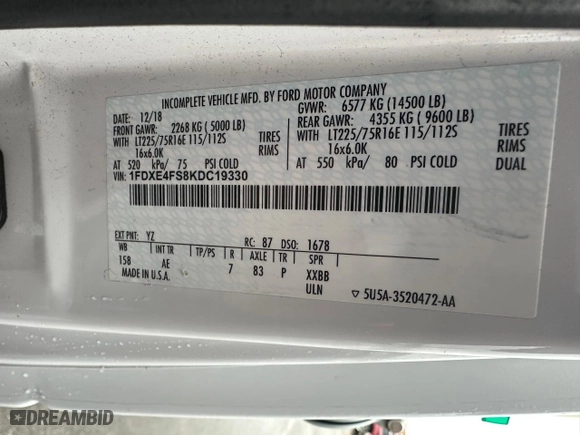 INCOMPLETE VEHICLE MFD. BY FORD MOTOR COMPANY
DATE: 12/18 GVWR: 6577 KG (14500 LB)
FRONT GAWR: 2268 KG (5000 LB) REAR GAWR: 4355 KG (9600 LB)
WITH LT225/75R16E 115/112S TIRES WITH LT225/75R16E 115/112S TIRES
16x6.0K RIMS 16x6.0K RIMS
AT 520 kPa/ 75 PSI COLD AT 550 kPa/ 80 PSI COLD DUAL
VIN: 1FDXE4FS8KDC19330
EXT PNT: YZ RC: 87 DSO: 1678
WB INT TR TP/PS R AXLE TR SPR
158 AE 7 83 P XXBB
MADE IN U.S.A. ULN
▽ 5U5A-3520472-AA
DREAMBID